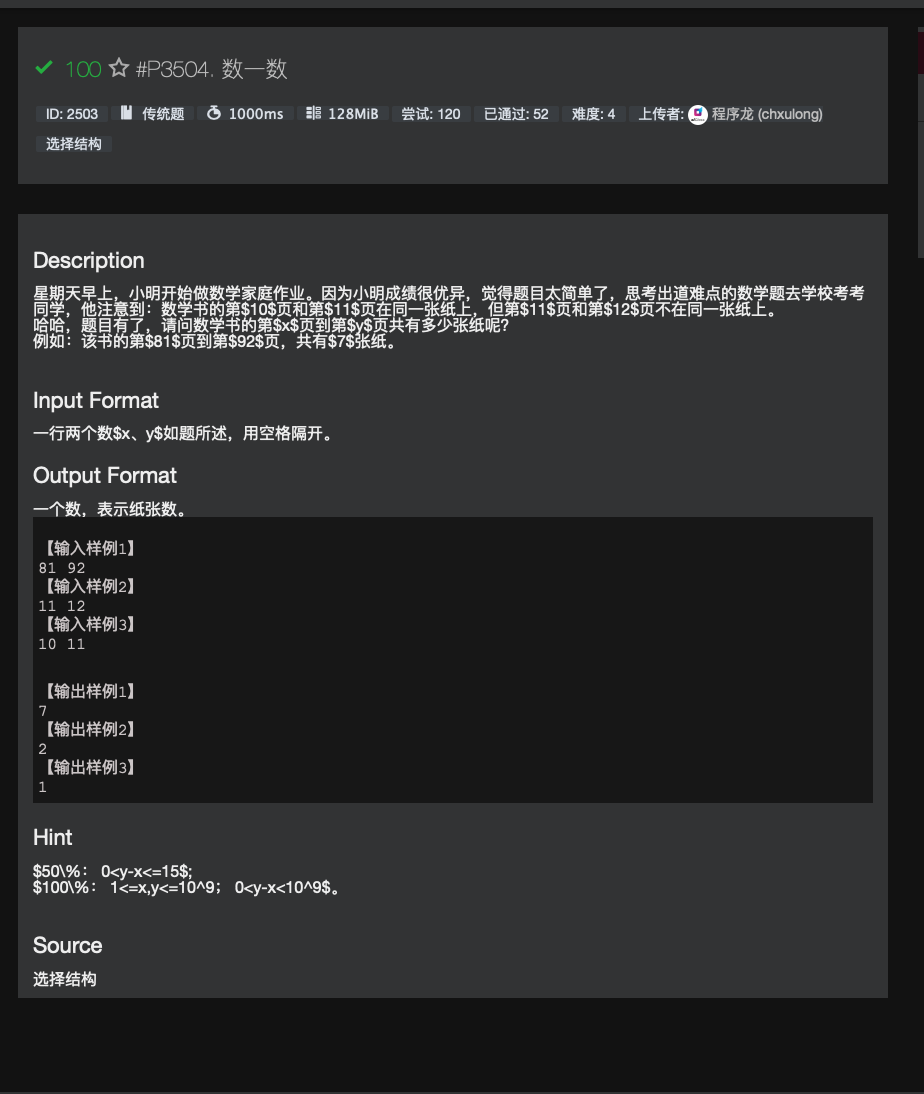 100 #P3504. 数一数
ID: 2503 传统题 1000ms 128MiB 尝试: 120 已通过: 52 难度: 4 上传者: 程序龙 (chxulong)
选择结构
Description
星期天早上，小明开始做数学家庭作业。因为小明成绩很优异，觉得题目太简单了，思考出道难点的数学题去学校考考
同学，他注意到：数学书的第$10$页和第$11$页在同一张纸上，但第$11$页和第$12$页不在同一张纸上。
哈哈，题目有了，请问数学书的第$x$页到第$y$页共有多少张纸呢?
例如：该书的第$81$页到第$92$页，共有$7$张纸。
Input Format
一行两个数$x、y$如题所述，用空格隔开。
Output Format
一个数，表示纸张数。
【输入样例1】
81 92
【输入样例2】
11 12
【输入样例3】
10 11
【输出样例1】
7
【输出样例2】
2
【输出样例3】
1
Hint
$50\%： 0<y-x<=15$;
$100\%： 1<=x,y<=10^9； 0<y-x<10^9$。
Source
选择结构